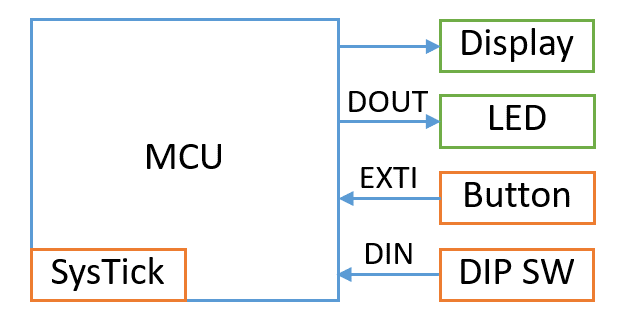 Display
DOUT
LED
MCU
EXTI
Button
DIN
SysTick
DIP SW